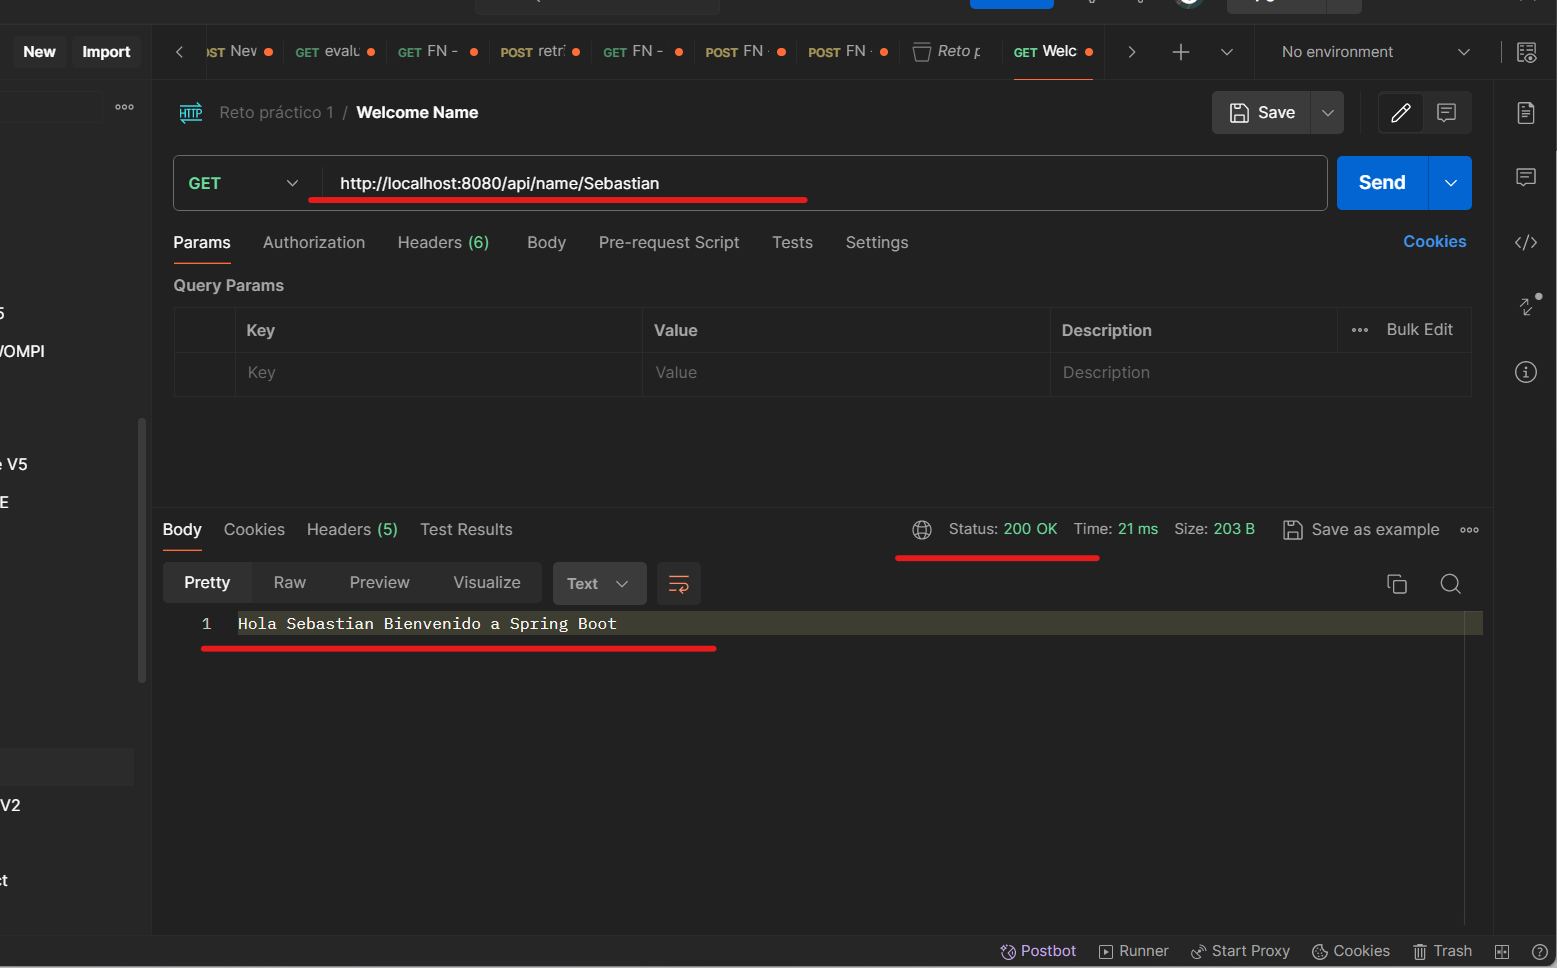 New
Import
New
GET evalu
GET FN -
POST retr
GET FN -
POST FN
POST FN
Reto p
GET Welc
No environment
Reto práctico 1 / Welcome Name
Save
GET
http://localhost:8080/api/name/Sebastian
Send
Params
Authorization
Headers (6)
Body
Pre-request Script
Tests
Settings
Cookies
Query Params
Key
Value
Description
Bulk Edit
Key
Value
Description
5
OMPI
e V5
E
V2
ct
Body
Cookies
Headers (5)
Test Results
Status: 200 OK
Time: 21 ms
Size: 203 B
Save as example
Pretty
Raw
Preview
Visualize
Text
1 Hola Sebastian Bienvenido a Spring Boot
Postbot
Runner
Start Proxy
Cookies
Trash